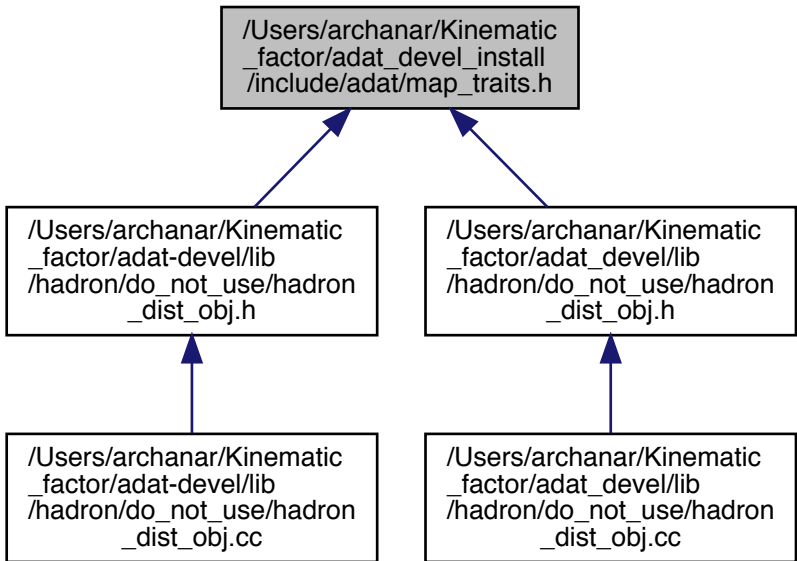 /Users/archanar/Kinematic
_factor/adat_devel_install
/include/adat/map_traits.h
/Users/archanar/Kinematic
_factor/adat-devel/lib
/hadron/do_not_use/hadron
_dist_obj.h
/Users/archanar/Kinematic
_factor/adat_devel/lib
/hadron/do_not_use/hadron
_dist_obj.h
/Users/archanar/Kinematic
_factor/adat-devel/lib
/hadron/do_not_use/hadron
_dist_obj.cc
/Users/archanar/Kinematic
_factor/adat_devel/lib
/hadron/do_not_use/hadron
_dist_obj.cc